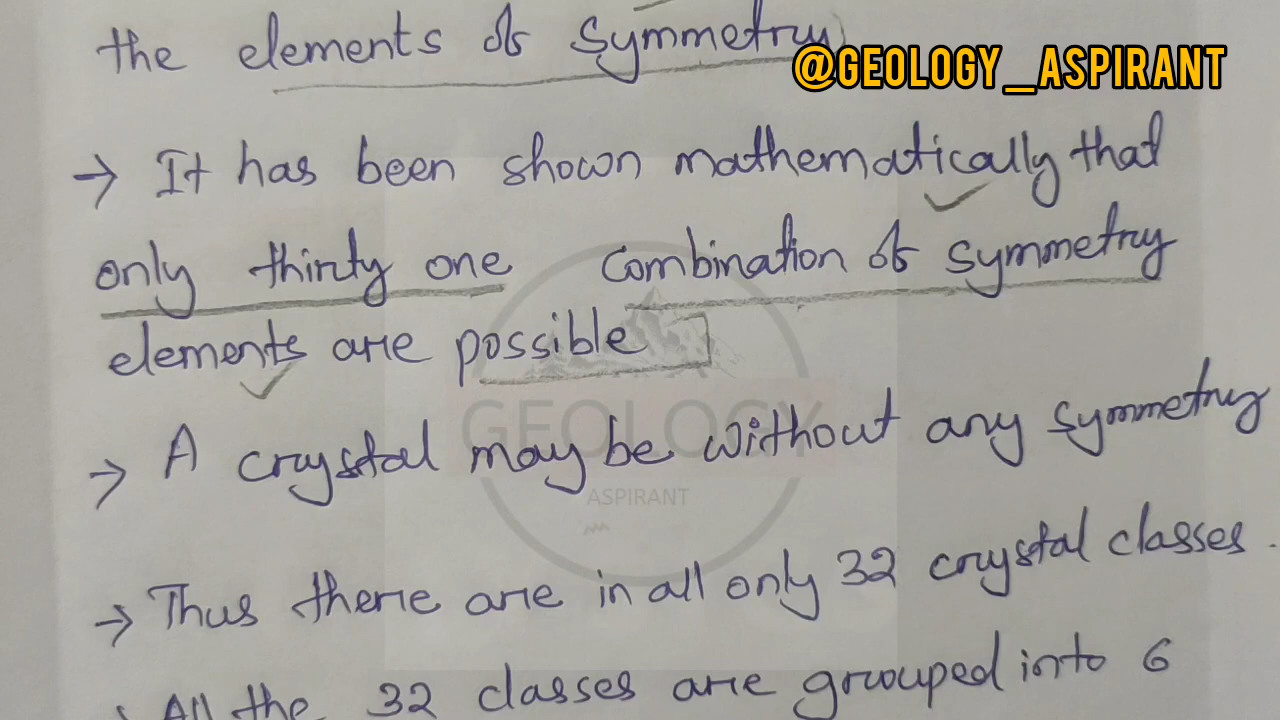 the elements of symmetry
@GEOLOGY_ASPIRANT
→ It has been shown mathematically that
only thirty one combination of symmetry
elements are possible
→ A crystal may be without any symmetry
GEOLOGY
ASPIRANT
→ Thus there are in all only 32 crystal classes.
All the 32 classes are grouped into 6